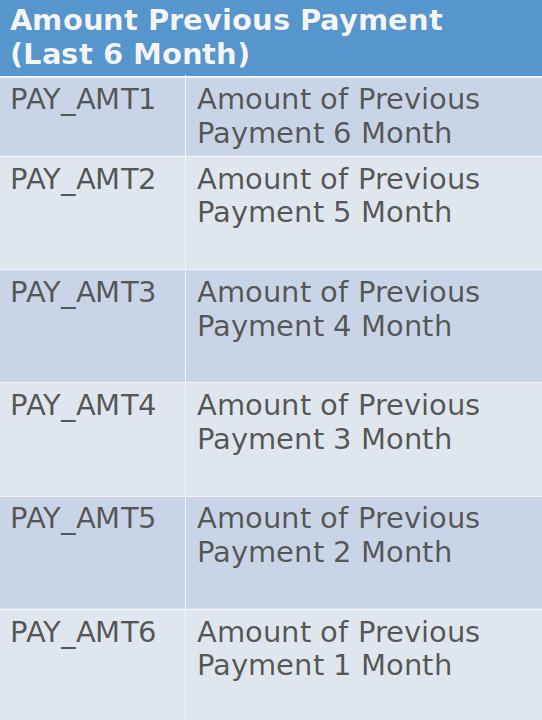 Amount Previous Payment
(Last 6 Month)
PAY_AMT1
Amount of Previous
Payment 6 Month
PAY_AMT2
Amount of Previous
Payment 5 Month
PAY_AMT3
Amount of Previous
Payment 4 Month
PAY_AMT4
Amount of Previous
Payment 3 Month
PAY_AMT5
Amount of Previous
Payment 2 Month
PAY_AMT6
Amount of Previous
Payment 1 Month